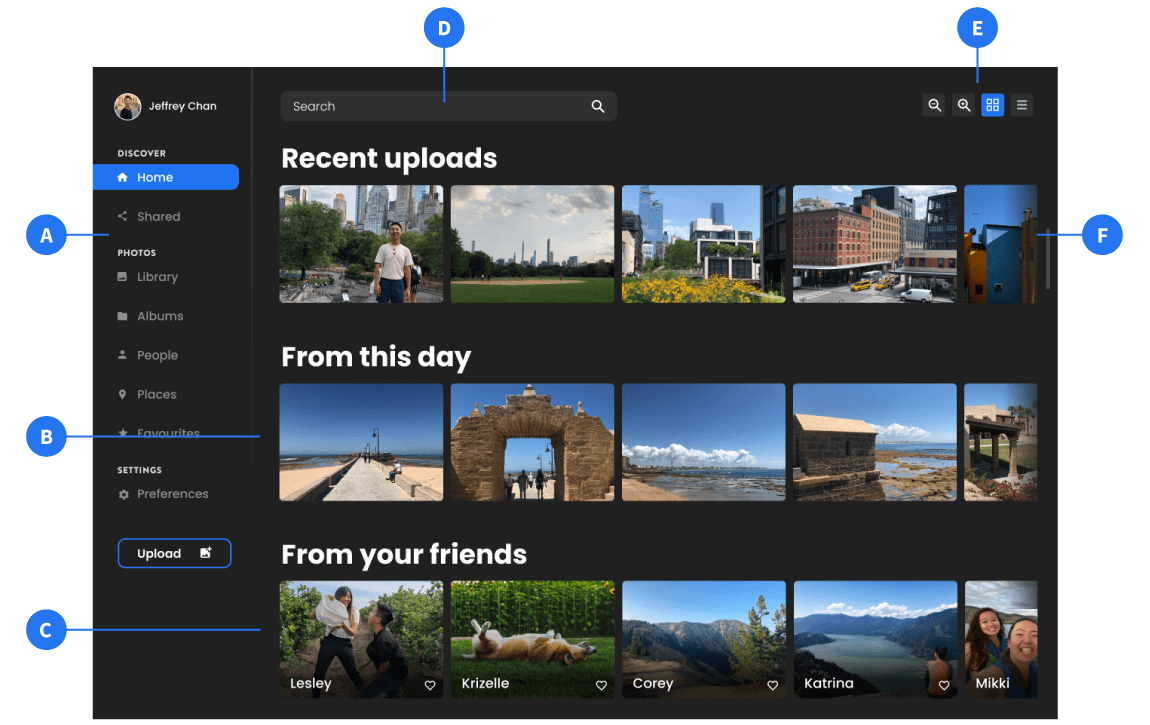 D
E
Jeffrey Chan
Search
DISCOVER
Home
Shared
A
F
PHOTOS
Library
Albums
People
Places
Favourites
B
SETTINGS
Preferences
Upload
C
Recent uploads
From this day
From your friends
Lesley
Krizelle
Corey
Katrina
Mikki